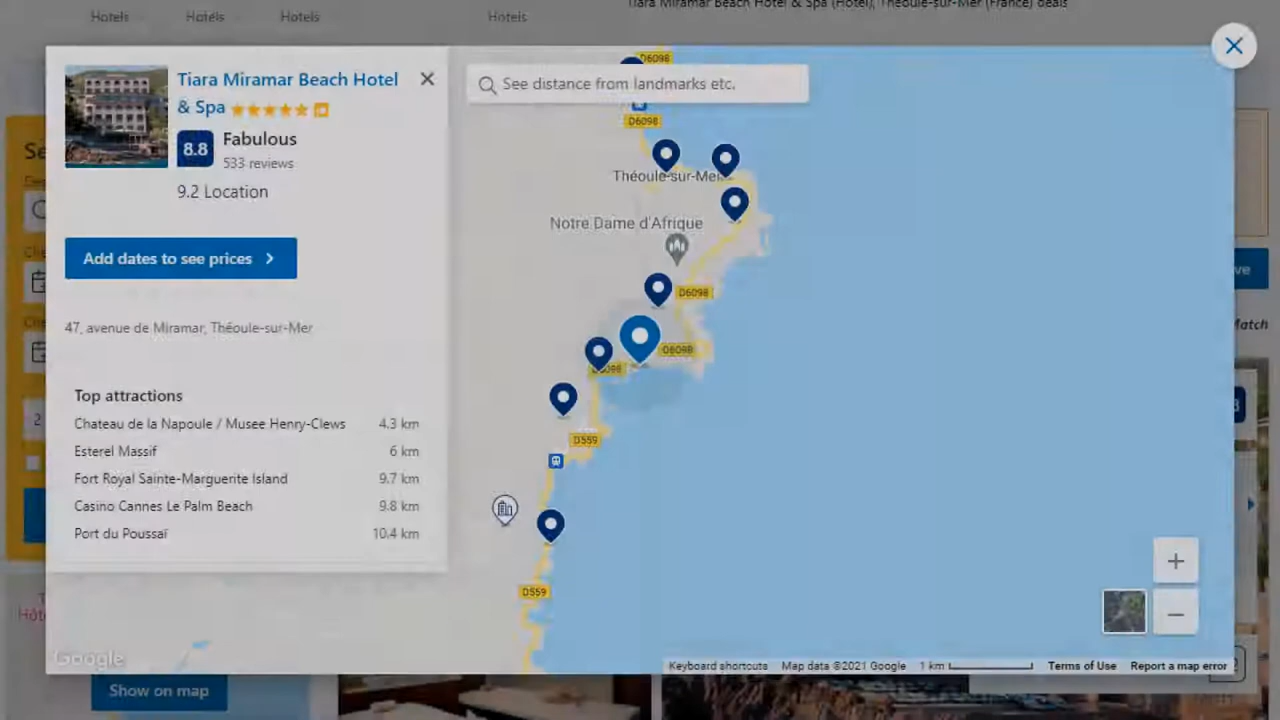 Hotels
Hotels
Hotels
Hotels
Tiara Miramar Beach Hotel & Spa (Hotel), Théoule-sur-Mer (France) deals
Tiara Miramar Beach Hotel
& Spa
8.8
Fabulous
533 reviews
9.2 Location
Add dates to see prices
47, avenue de Miramar, Théoule-sur-Mer
Top attractions
Chateau de la Napoule / Musee Henry-Clews 4.3 km
Esterel Massif 6 km
Fort Royal Sainte-Marguerite Island 9.7 km
Casino Cannes Le Palm Beach 9.8 km
Port du Poussaï 10.4 km
See distance from landmarks etc.
D6098
D6098
Théoule-sur-Mer
Notre Dame d'Afrique
D6098
D6098
D6098
D559
D559
+
−
Google
Keyboard shortcuts Map data ©2021 Google 1 km Terms of Use Report a map error
Show on map